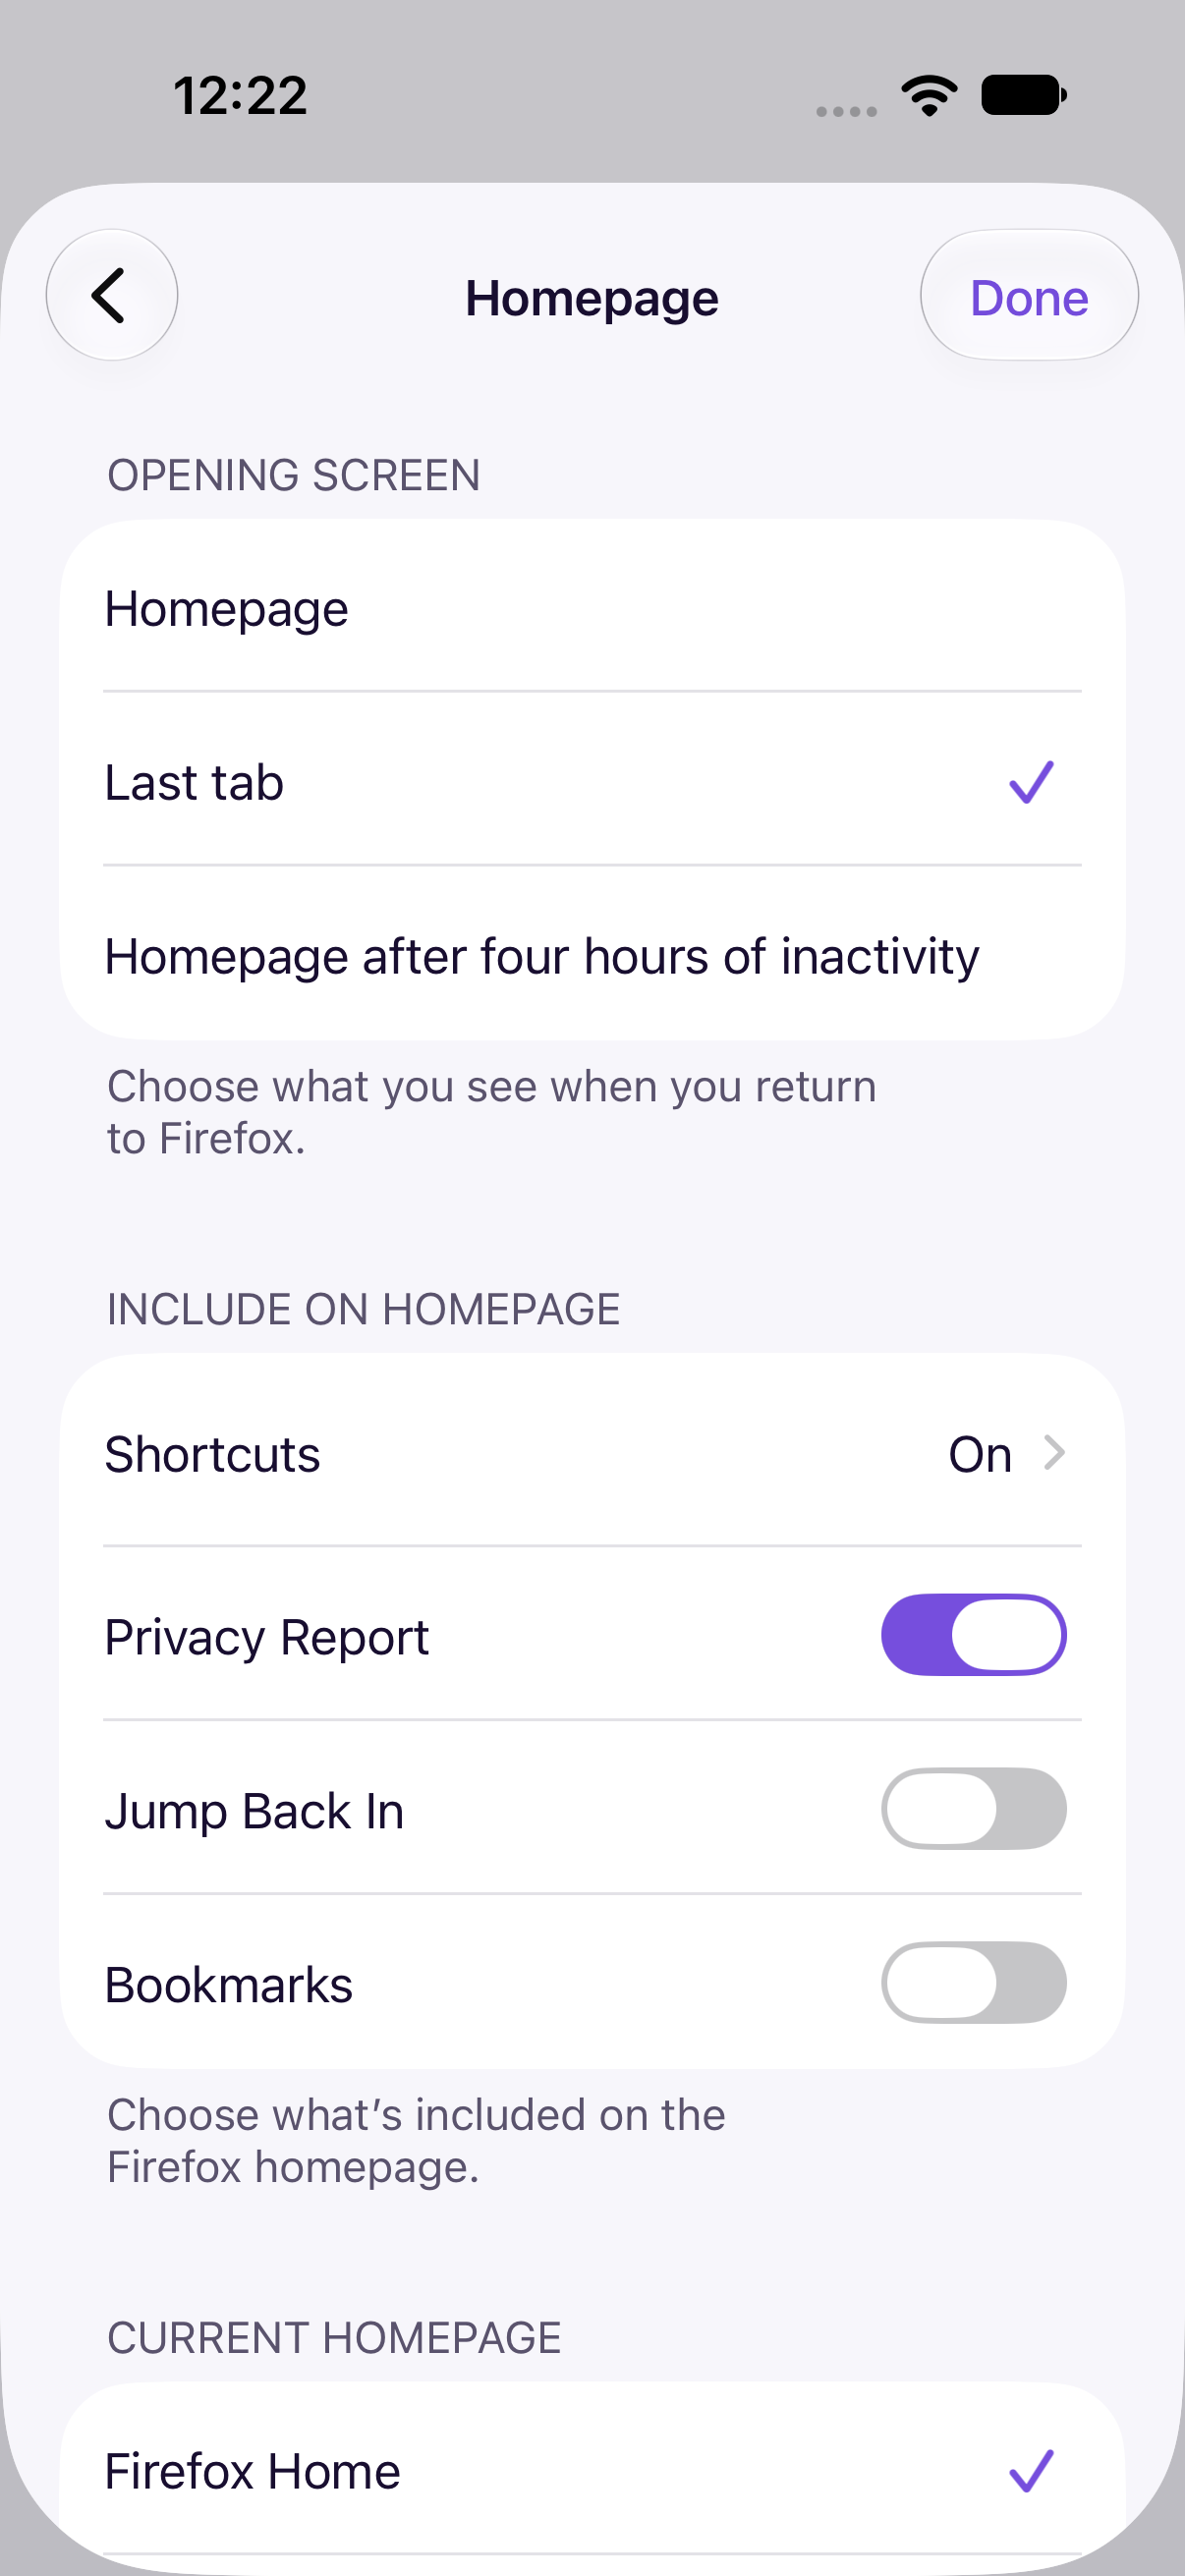 12:22
Homepage
Done
OPENING SCREEN
Homepage
Last tab
Homepage after four hours of inactivity
Choose what you see when you return
to Firefox.
INCLUDE ON HOMEPAGE
Shortcuts On
Privacy Report
Jump Back In
Bookmarks
Choose what’s included on the
Firefox homepage.
CURRENT HOMEPAGE
Firefox Home